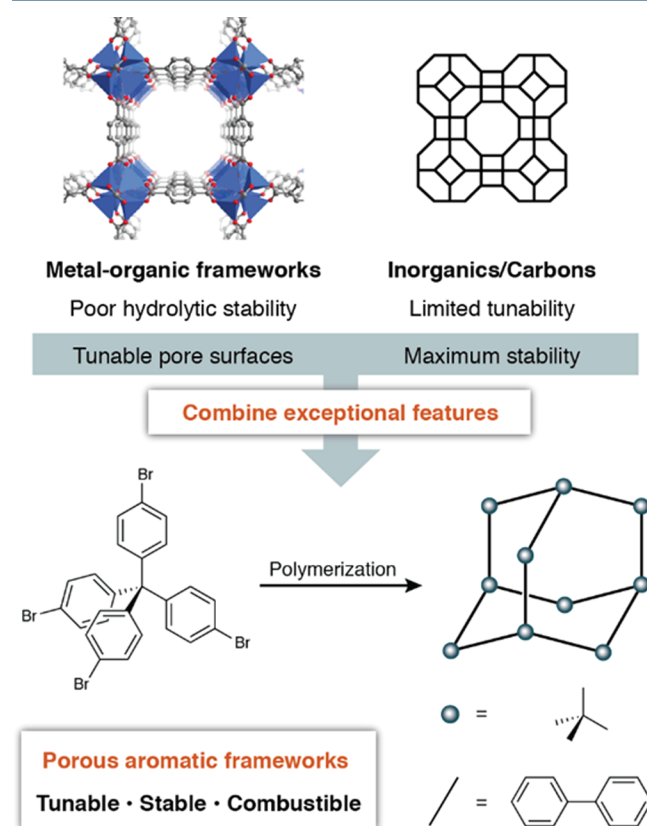 Metal-organic frameworks
Inorganics/Carbons
Poor hydrolytic stability
Limited tunability
Tunable pore surfaces
Maximum stability
Combine exceptional features
Br
Br
Br
Br
Polymerization
=
=
Porous aromatic frameworks
Tunable · Stable · Combustible